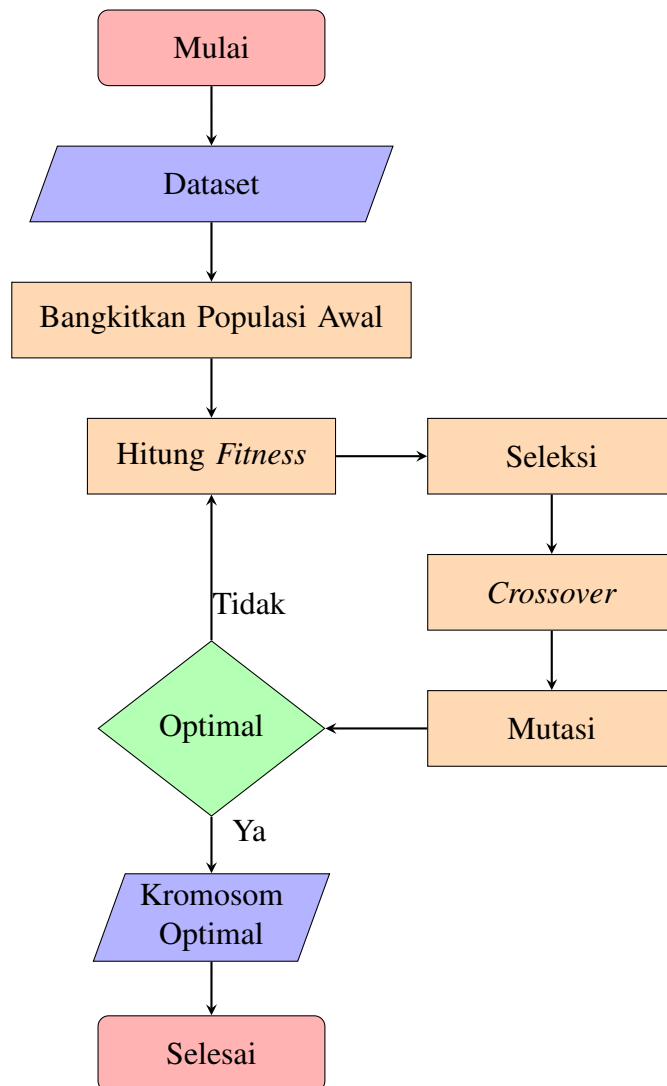 Mulai
Dataset
Bangkitkan Populasi Awal
Hitung Fitness
Seleksi
Crossover
Tidak
Optimal
Mutasi
Ya
Kromosom
Optimal
Selesai